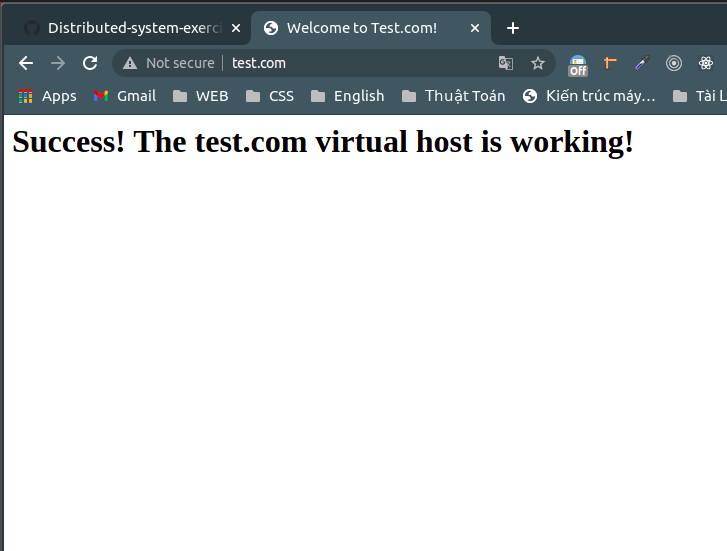 Distributed-system-exerci
Welcome to Test.com!
Not secure
test.com
Off
Apps
Gmail
WEB
CSS
English
Thuật Toán
Kiến trúc máy…
Tài L
Success! The test.com virtual host is working!